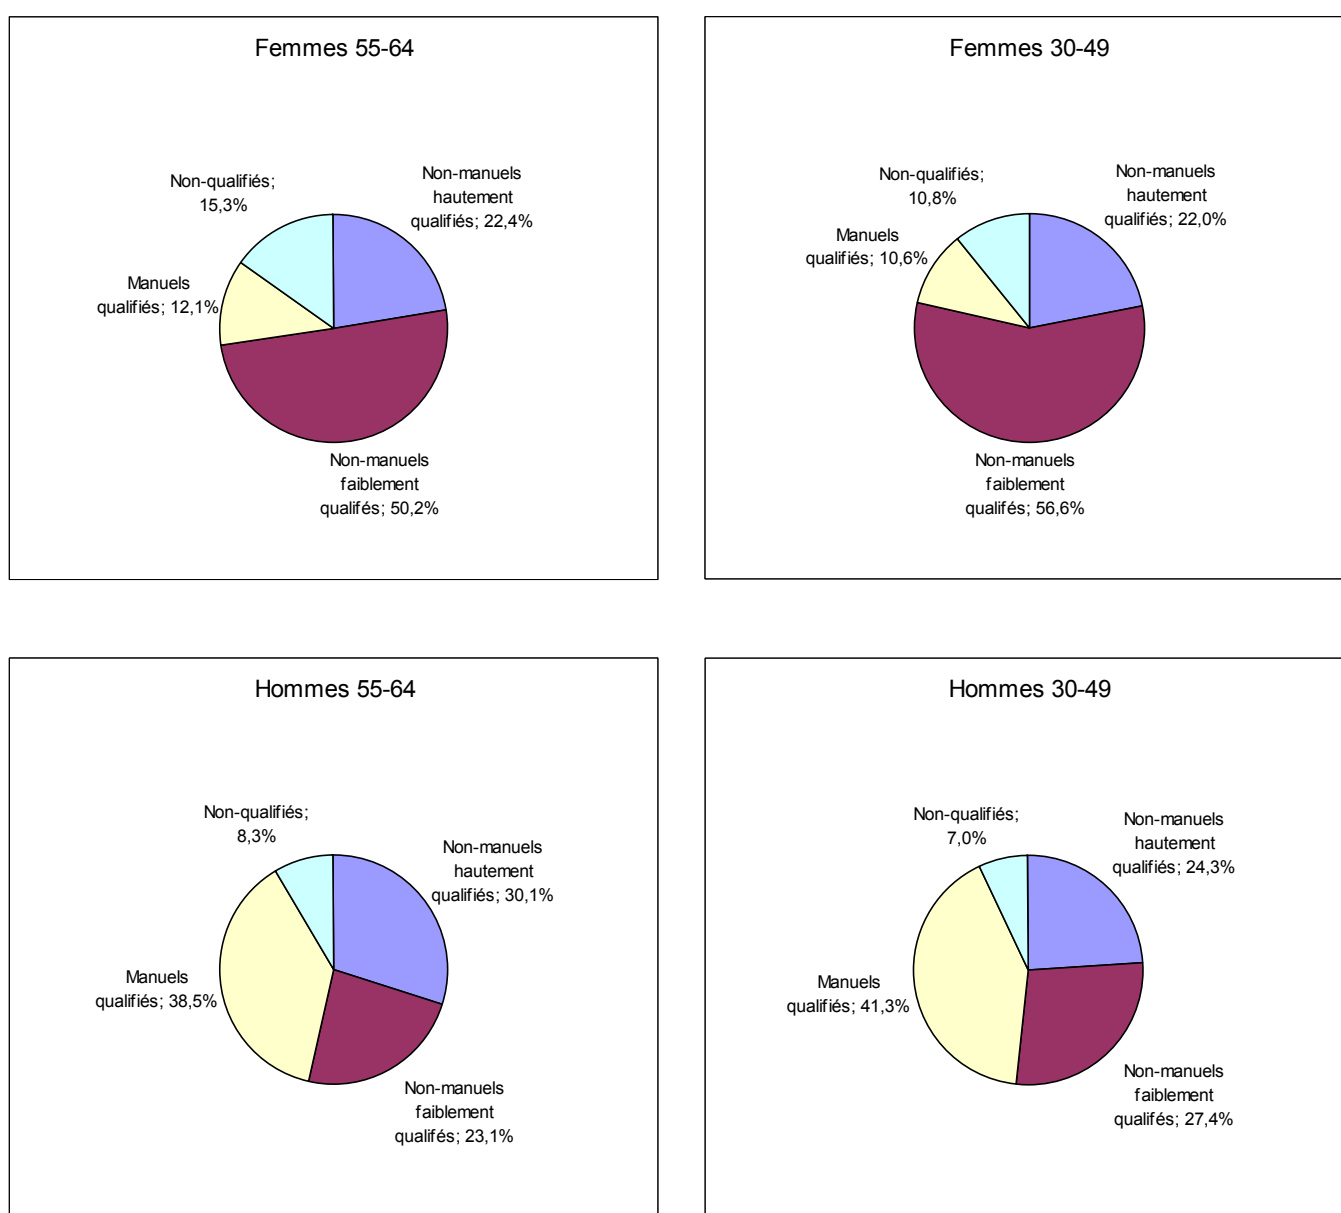 Femmes 55-64
Non-qualifiés;
15,3%
Non-manuels
hautement
qualifiés; 22,4%
Manuels
qualifiés; 12,1%
Non-manuels
faiblement
qualifés; 50,2%
Femmes 30-49
Non-qualifiés;
10,8%
Non-manuels
hautement
qualifiés; 22,0%
Manuels
qualifiés; 10,6%
Non-manuels
faiblement
qualifés; 56,6%
Hommes 55-64
Non-qualifiés;
8,3%
Non-manuels
hautement
qualifiés; 30,1%
Manuels
qualifiés; 38,5%
Non-manuels
faiblement
qualifés; 23,1%
Hommes 30-49
Non-qualifiés;
7,0%
Non-manuels
hautement
qualifiés; 24,3%
Manuels
qualifiés; 41,3%
Non-manuels
faiblement
qualifés; 27,4%